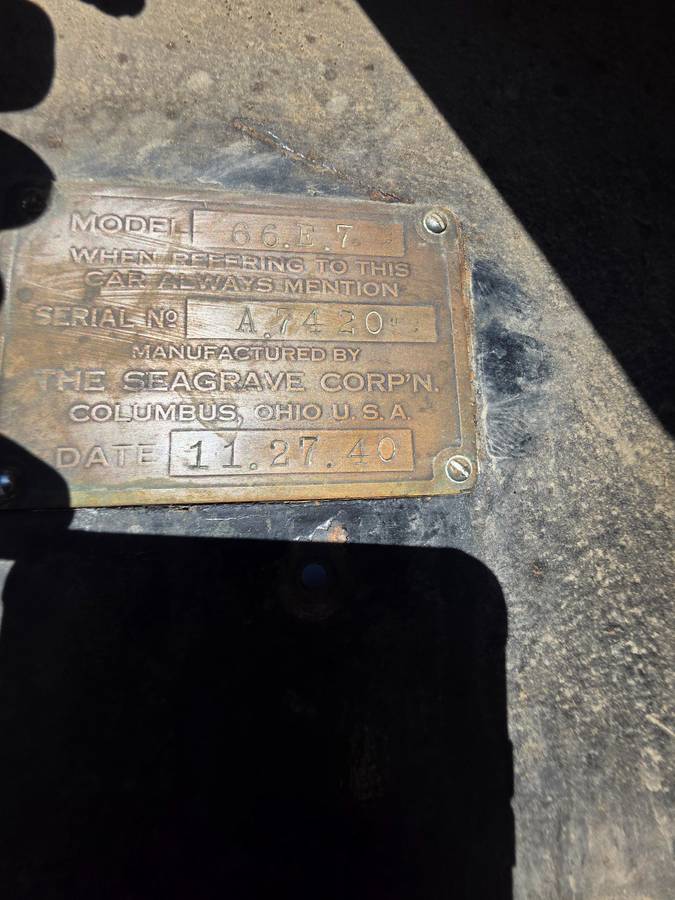 MODEL 66.E.7.
WHEN REFERING TO THIS
CAR ALWAYS MENTION
SERIAL No A.7420
MANUFACTURED BY
THE SEAGRAVE CORP'N.
COLUMBUS, OHIO U.S.A.
DATE 11.27.40